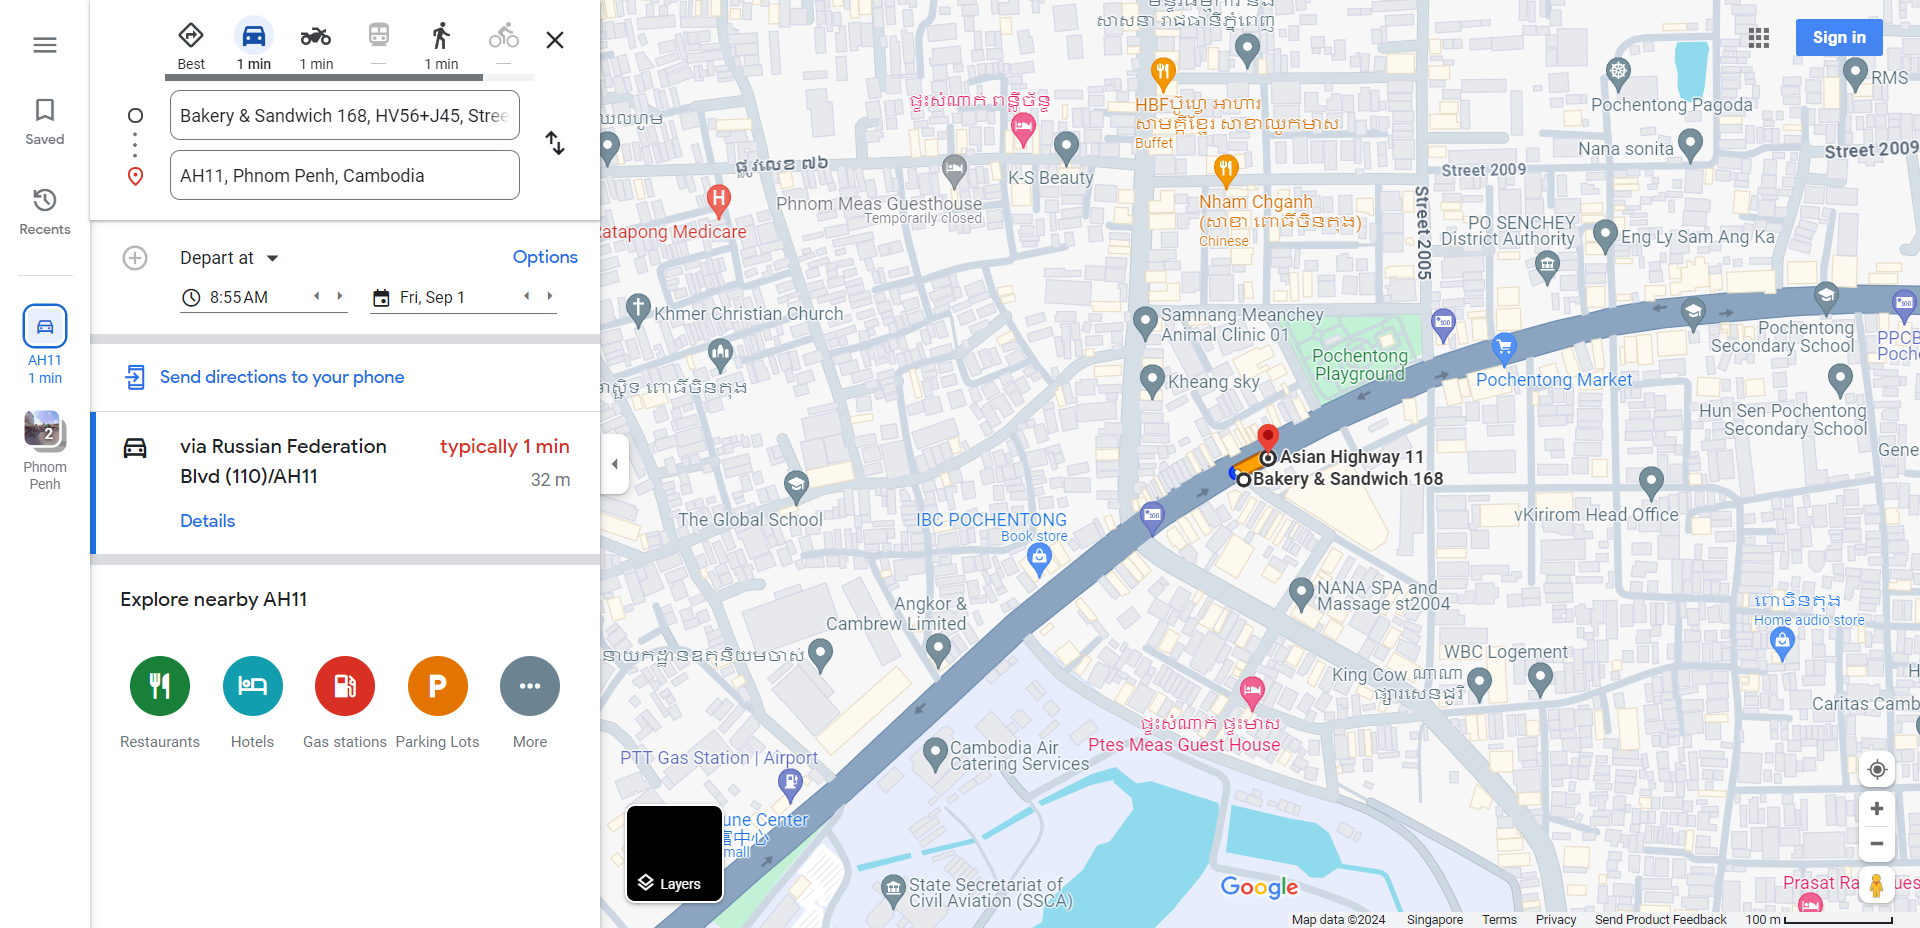 Best
1 min
1 min
—
1 min
—
Bakery & Sandwich 168, HV56+J45, Stree
AH11, Phnom Penh, Cambodia
Saved
Recents
AH11
1 min
2
Phnom
Penh
Depart at
Options
8:55 AM
Fri, Sep 1
Send directions to your phone
via Russian Federation
Blvd (110)/AH11
typically 1 min
32 m
Details
Explore nearby AH11
Restaurants
Hotels
Gas stations
P
Parking Lots
More
Sign in
សាសនា រាជធានីភ្នំពេញ
ផ្ទះសំណាក់ ពន្លឺច័ន្ទ
HBFប៊ូហ្វេ អាហារ
សាមគ្គីខ្មែរ សាខាឈូកមាស
Buffet
Pochentong Pagoda
RMS
Nana sonita
Street 2009
Street 2009
ផ្លូវលេខ ៧៦
K-S Beauty
Phnom Meas Guesthouse
Temporarily closed
H
atapong Medicare
Nham Chganh
(សាខា ពោធិ៍ចិនតុង)
Chinese
Street 2005
PO SENCHEY
District Authority
Eng Ly Sam Ang Ka
Khmer Christian Church
Samnang Meanchey
Animal Clinic 01
Pochentong
Playground
Pochentong Market
Pochentong
Secondary School
PPCB
Poch
Kheang sky
Hun Sen Pochentong
Secondary School
Gene
Asian Highway 11
Bakery & Sandwich 168
The Global School
IBC POCHENTONG
Book store
vKirirom Head Office
NANA SPA and
Massage st2004
Angkor &
Cambrew Limited
ពោចិនតុង
Home audio store
WBC Logement
King Cow ណាណា
ផ្សារសេនជូរី
Caritas Camb
ផ្ទះសំណាក់ ផ្ទះមាស
Ptes Meas Guest House
Cambodia Air
Catering Services
PTT Gas Station | Airport
une Center
中心
mall
Layers
State Secretariat of
Civil Aviation (SSCA)
Google
Prasat Ra
ues
Map data ©2024
Singapore
Terms
Privacy
Send Product Feedback
100 m